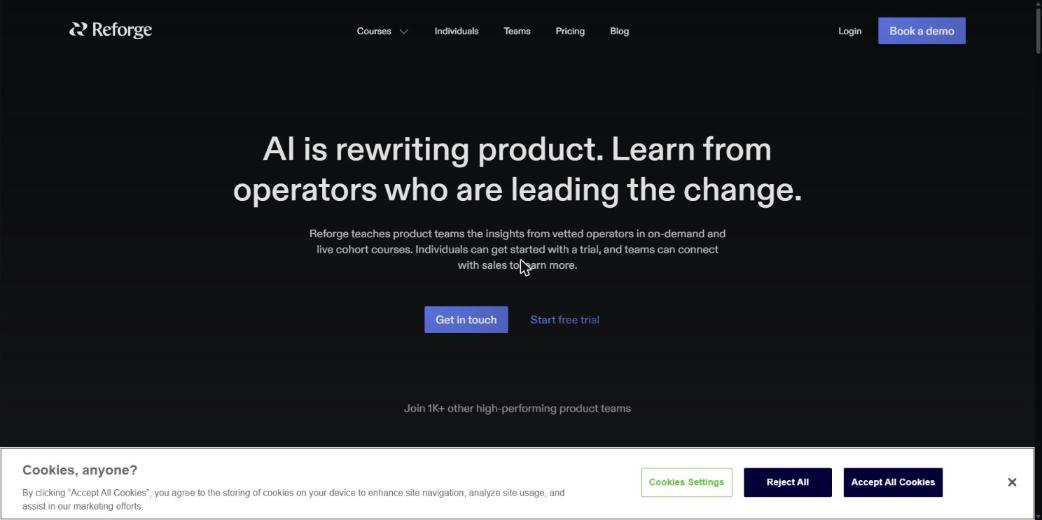 Reforge
Courses
Individuals
Teams
Pricing
Blog
Login
Book a demo
AI is rewriting product. Learn from
operators who are leading the change.
Reforge teaches product teams the insights from vetted operators in on-demand and
live cohort courses. Individuals can get started with a trial, and teams can connect
with sales to learn more.
Get in touch
Start free trial
Join 1K+ other high-performing product teams
Cookies, anyone?
By clicking “Accept All Cookies”, you agree to the storing of cookies on your device to enhance site navigation, analyze site usage, and
assist in our marketing efforts.
Cookies Settings
Reject All
Accept All Cookies